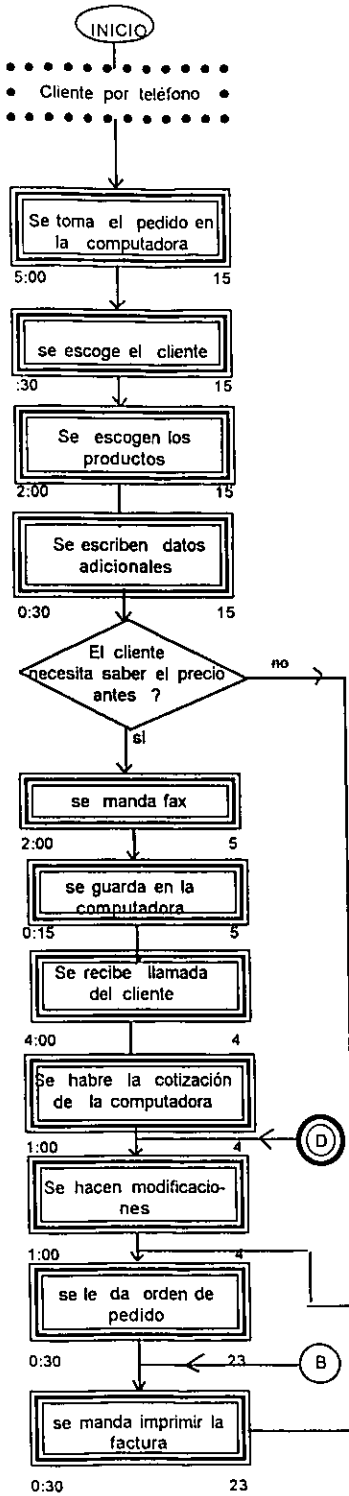 INICIO
Cliente por teléfono
Se toma el pedido en
la computadora
5:00 15
se escoge el cliente
:30 15
Se escogen los
productos
2:00 15
Se escriben datos
adicionales
0:30 15
El cliente
necesita saber el precio
antes ?
no
si
se manda fax
2:00 5
se guarda en la
computadora
0:15 5
Se recibe llamada
del cliente
4:00 4
Se habre la cotización
de la computadora
D
1:00 4
Se hacen modificacio-
nes
1:00 4
se le da orden de
pedido
B
0:30 23
se manda imprimir la
factura
0:30 23